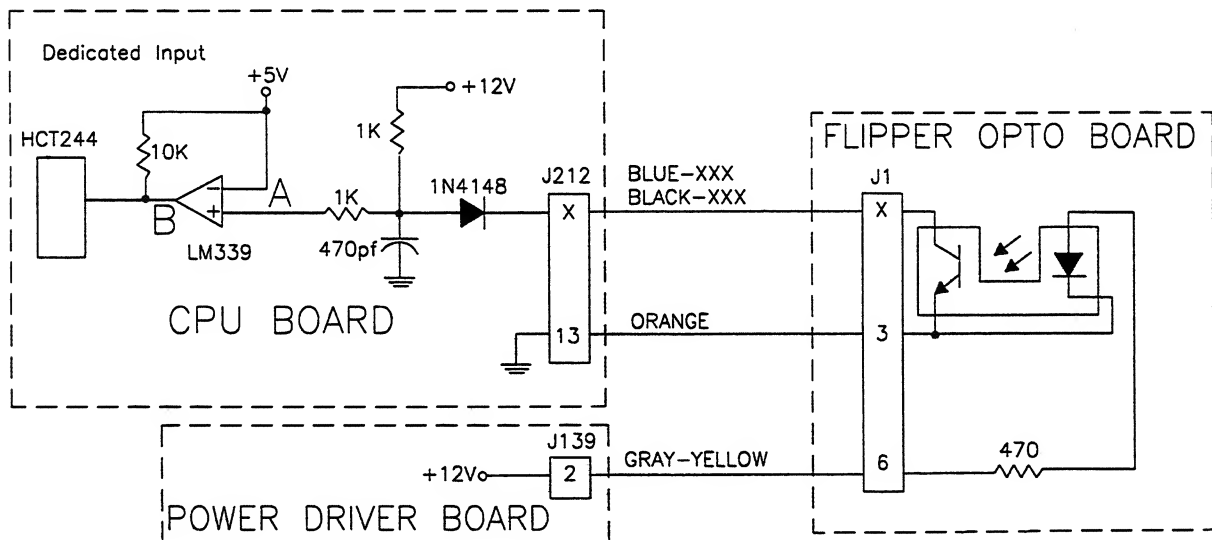 Dedicated Input
+5V
+12V
HCT244
10K
1K
A
B
LM339
1K
470pf
1N4148
J212
X
13
CPU BOARD
BLUE-XXX
BLACK-XXX
ORANGE
FLIPPER OPTO BOARD
J1
X
3
6
470
J139
+12V
2
GRAY-YELLOW
POWER DRIVER BOARD
-
+